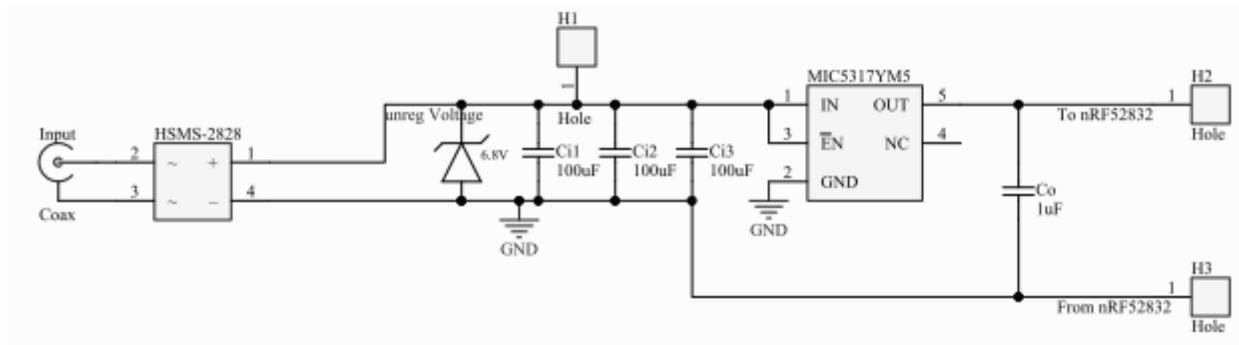 H1
1
Hole
unreg Voltage
Input
Coax
HSMS-2828
2 ~ + 1
3 ~ − 4
6.8V
Ci1
100uF
Ci2
100uF
Ci3
100uF
GND
MIC5317YM5
1 IN OUT 5
3 EN NC 4
2 GND
GND
Co
1uF
H2
1
To nRF52832
Hole
H3
1
From nRF52832
Hole